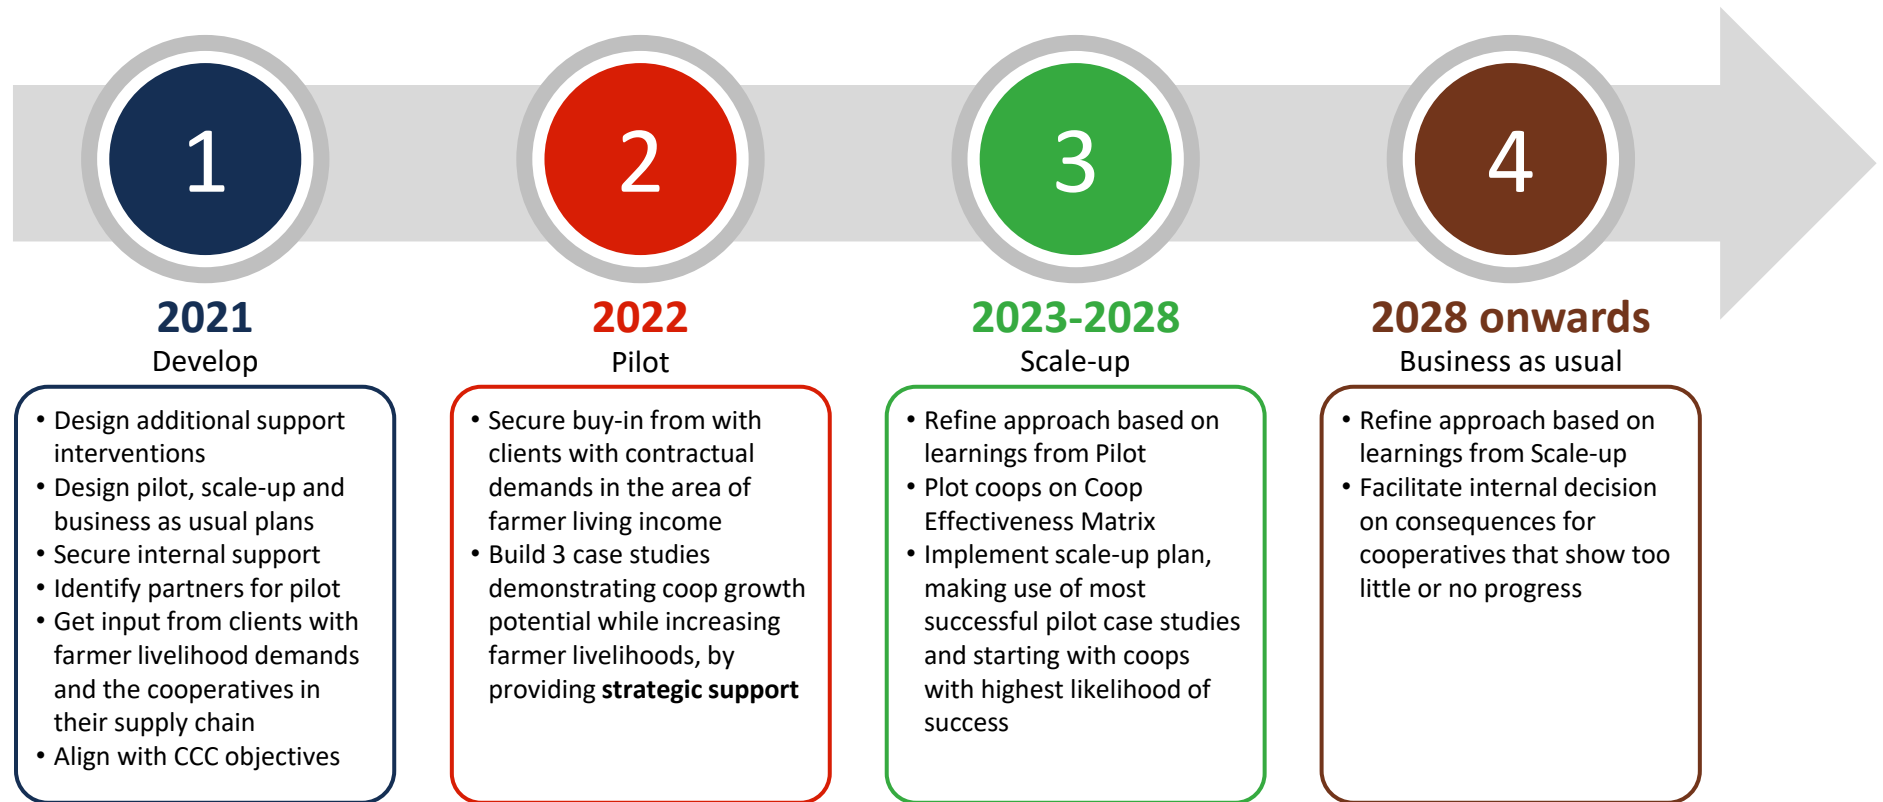 1
2021
Develop
• Design additional support
interventions
• Design pilot, scale-up and
business as usual plans
• Secure internal support
• Identify partners for pilot
• Get input from clients with
farmer livelihood demands
and the cooperatives in
their supply chain
• Align with CCC objectives
2
2022
Pilot
• Secure buy-in from with
clients with contractual
demands in the area of
farmer living income
• Build 3 case studies
demonstrating coop growth
potential while increasing
farmer livelihoods, by
providing strategic support
3
2023-2028
Scale-up
• Refine approach based on
learnings from Pilot
• Plot coops on Coop
Effectiveness Matrix
• Implement scale-up plan,
making use of most
successful pilot case studies
and starting with coops
with highest likelihood of
success
4
2028 onwards
Business as usual
• Refine approach based on
learnings from Scale-up
• Facilitate internal decision
on consequences for
cooperatives that show too
little or no progress